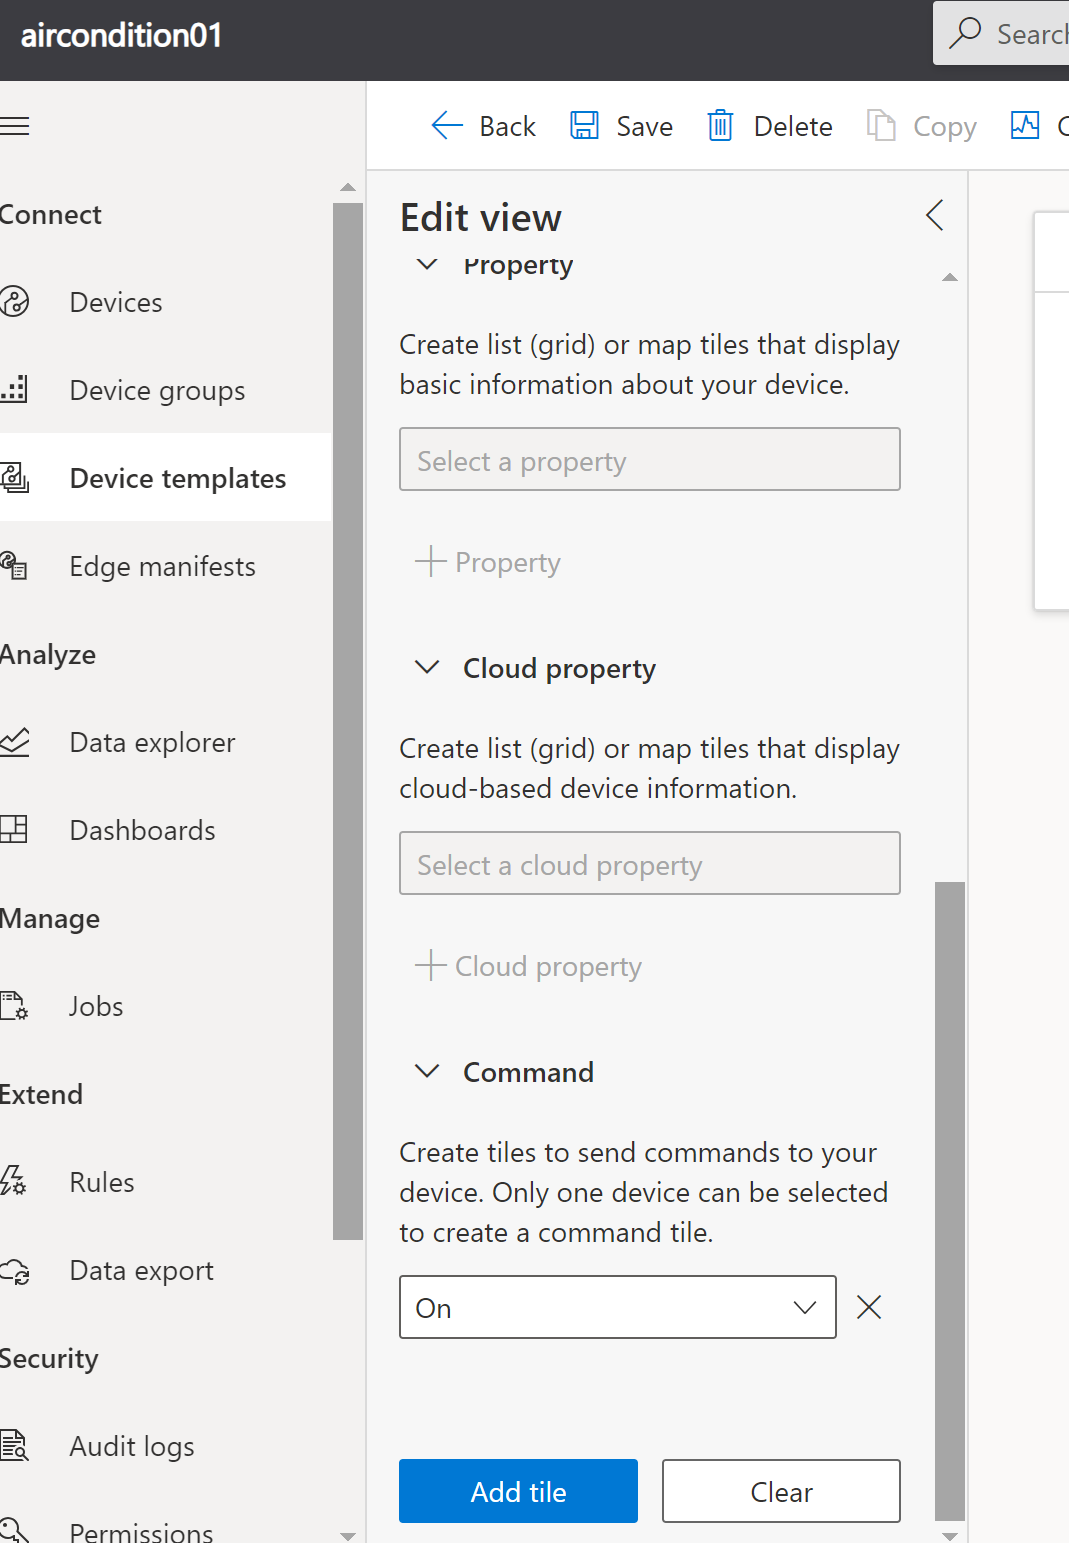 aircondition01
Search
Back
Save
Delete
Copy
Connect
Devices
Device groups
Device templates
Edge manifests
Analyze
Data explorer
Dashboards
Manage
Jobs
Extend
Rules
Data export
Security
Audit logs
Permissions
Edit view
Property
Create list (grid) or map tiles that display
basic information about your device.
Select a property
Property
Cloud property
Create list (grid) or map tiles that display
cloud-based device information.
Select a cloud property
Cloud property
Command
Create tiles to send commands to your
device. Only one device can be selected
to create a command tile.
On
Add tile
Clear